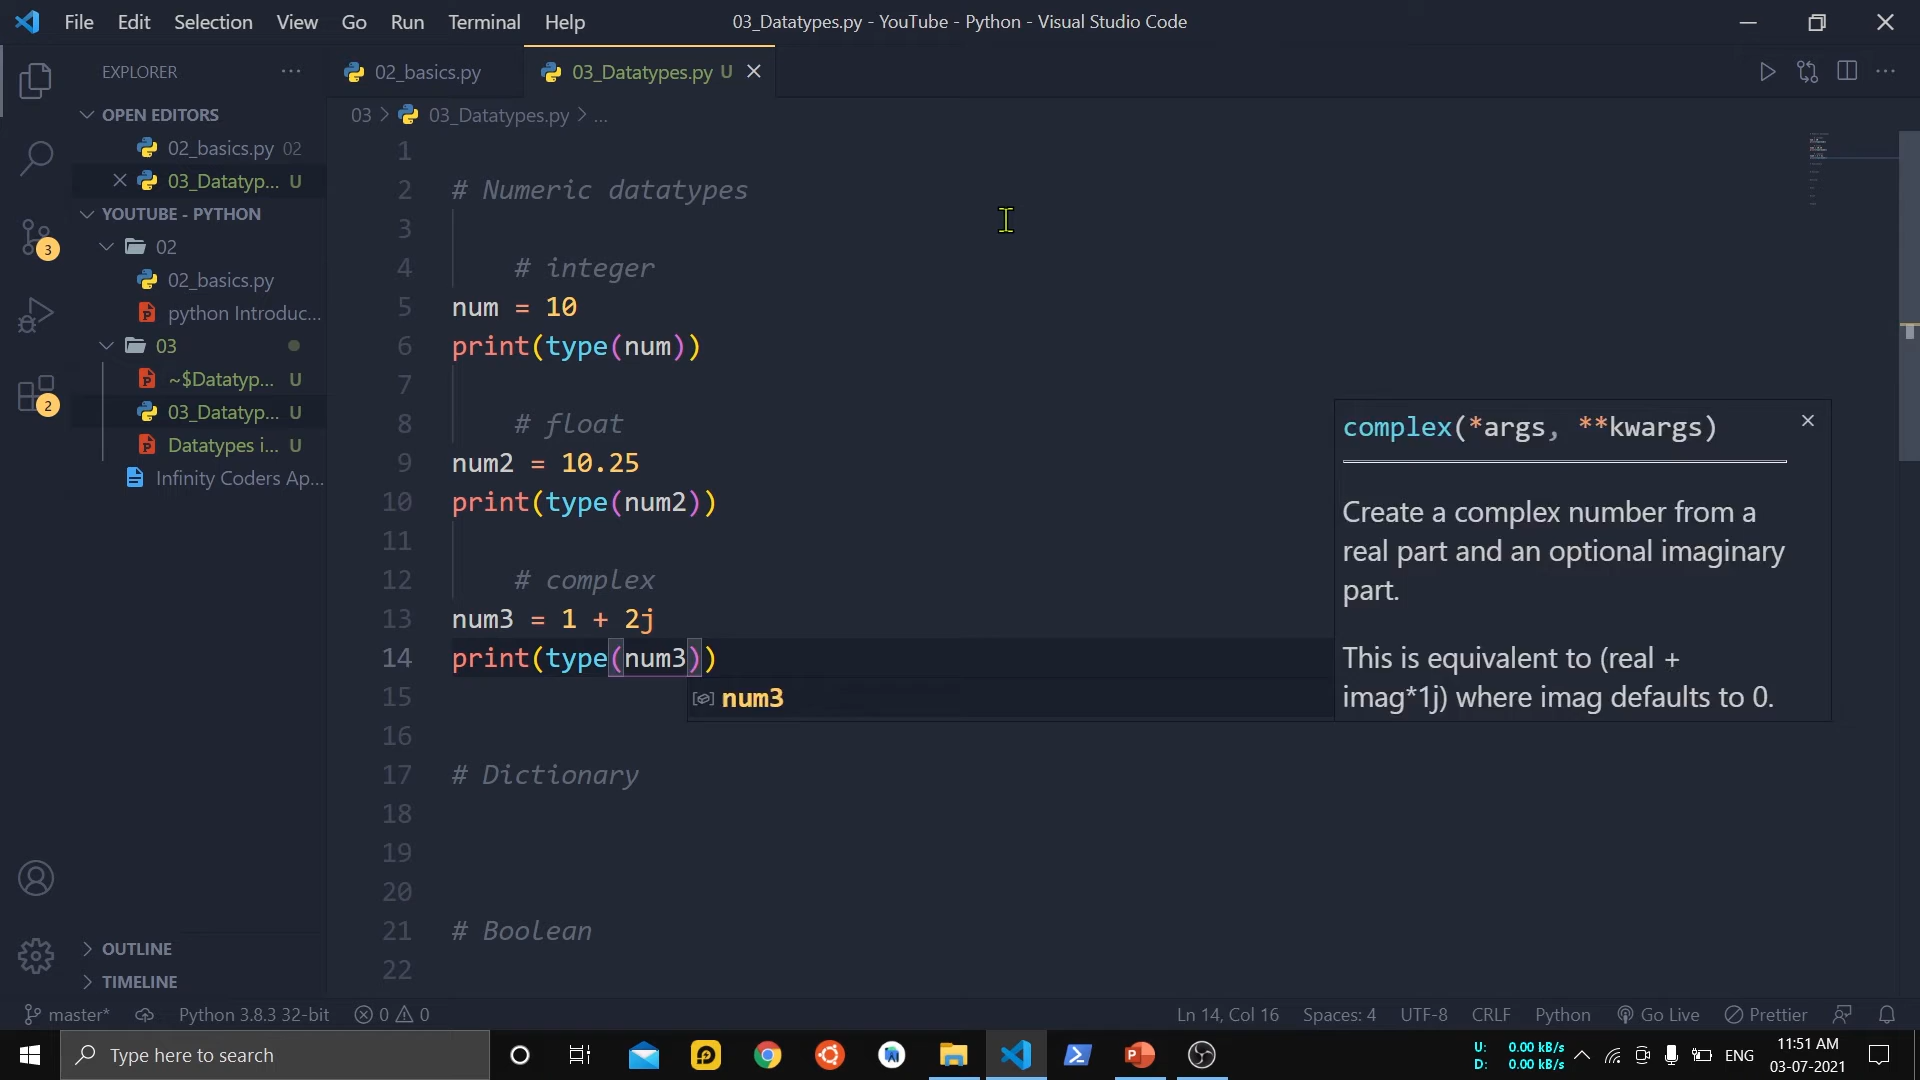 File Edit Selection View Go Run Terminal Help 03_Datatypes.py - YouTube - Python - Visual Studio Code
EXPLORER ...
02_basics.py 03_Datatypes.py U
OPEN EDITORS
02_basics.py 02
03_Datatyp... U
YOUTUBE - PYTHON
02
02_basics.py
python Introduc...
03
~$Datatyp... U
03_Datatyp... U
Datatypes i... U
Infinity Coders Ap...
3
2
OUTLINE
TIMELINE
03 > 03_Datatypes.py > ...
1
2 # Numeric datatypes
3
4 # integer
5 num = 10
6 print(type(num))
7
8 # float
9 num2 = 10.25
10 print(type(num2))
11
12 # complex
13 num3 = 1 + 2j
14 print(type(num3))
15 num3
16
17 # Dictionary
18
19
20
21 # Boolean
22
complex(*args, **kwargs)
Create a complex number from a
real part and an optional imaginary
part.
This is equivalent to (real +
imag*1j) where imag defaults to 0.
master* Python 3.8.3 32-bit 0 0 Ln 14, Col 16 Spaces: 4 UTF-8 CRLF Python Go Live Prettier
Type here to search
U: 0.00 kB/s
D: 0.00 kB/s
ENG
11:51 AM
03-07-2021